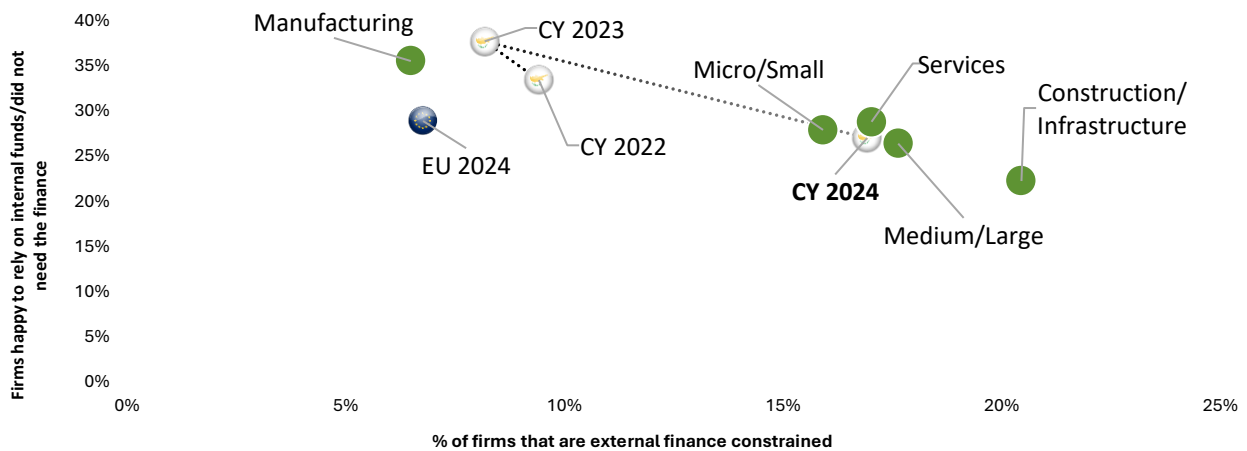 Firms happy to rely on internal funds/did not
need the finance
40%
35%
30%
25%
20%
15%
10%
5%
0%
Manufacturing
CY 2023
Micro/Small
Services
Construction/
Infrastructure
CY 2022
EU 2024
CY 2024
Medium/Large
0%
5%
10%
15%
20%
25%
% of firms that are external finance constrained